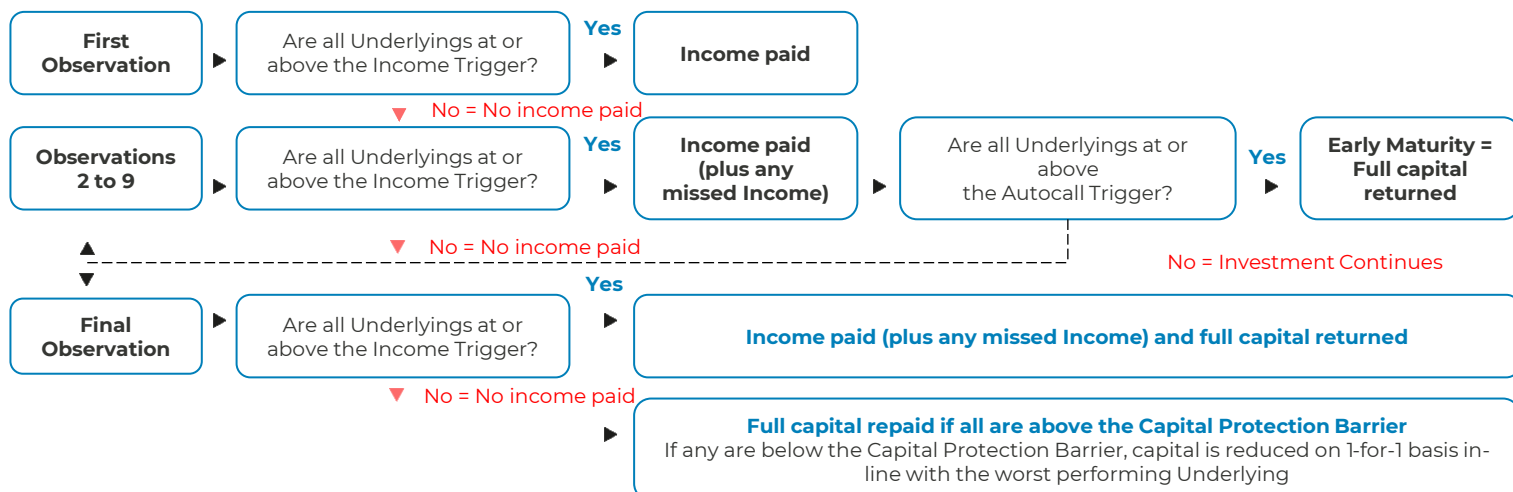 First
Observation
Are all Underlyings at or
above the Income Trigger?
Yes
Income paid
No = No income paid
Observations
2 to 9
Are all Underlyings at or
above the Income Trigger?
Yes
Income paid
(plus any
missed Income)
Are all Underlyings at or
above
the Autocall Trigger?
Yes
Early Maturity =
Full capital
returned
No = No income paid
No = Investment Continues
Final
Observation
Are all Underlyings at or
above the Income Trigger?
Yes
Income paid (plus any missed Income) and full capital returned
No = No income paid
Full capital repaid if all are above the Capital Protection Barrier
If any are below the Capital Protection Barrier, capital is reduced on 1-for-1 basis in-
line with the worst performing Underlying